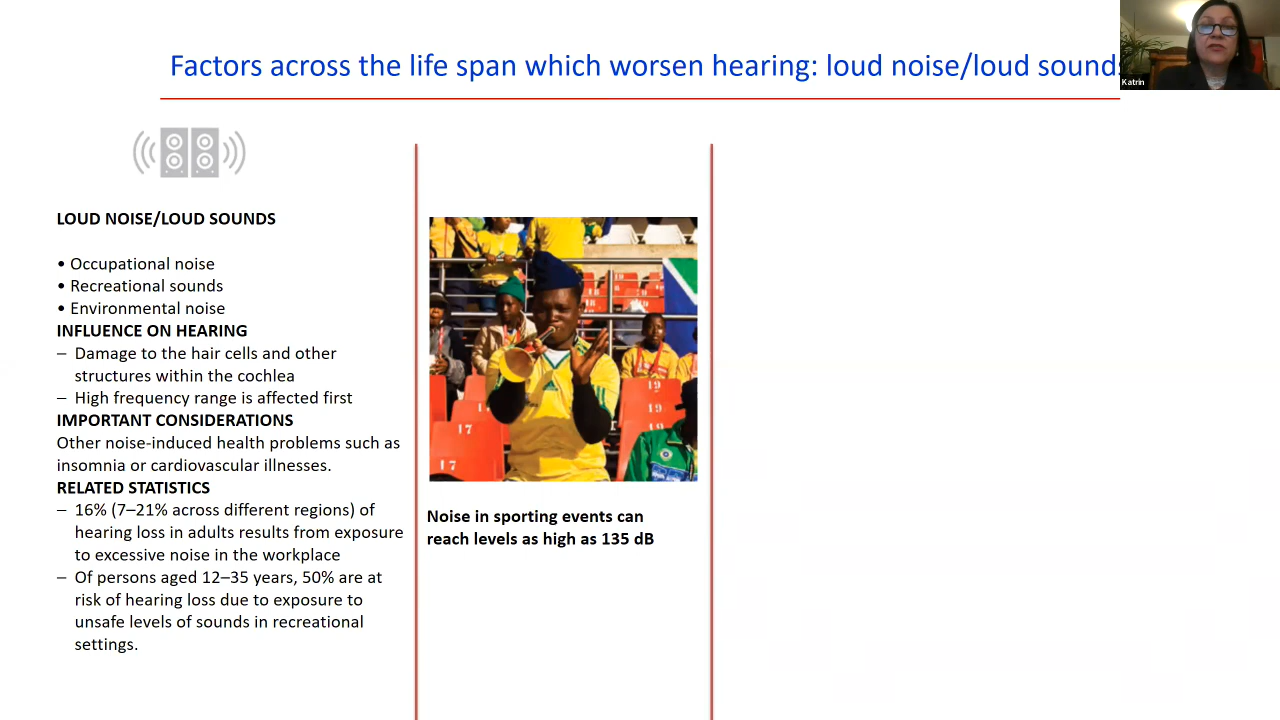 Factors across the life span which worsen hearing: loud noise/loud sounds
Katrin
LOUD NOISE/LOUD SOUNDS
• Occupational noise
• Recreational sounds
• Environmental noise
INFLUENCE ON HEARING
– Damage to the hair cells and other
structures within the cochlea
– High frequency range is affected first
IMPORTANT CONSIDERATIONS
Other noise-induced health problems such as
insomnia or cardiovascular illnesses.
RELATED STATISTICS
– 16% (7–21% across different regions) of
hearing loss in adults results from exposure
to excessive noise in the workplace
– Of persons aged 12–35 years, 50% are at
risk of hearing loss due to exposure to
unsafe levels of sounds in recreational
settings.
19
19
19
17
Noise in sporting events can
reach levels as high as 135 dB